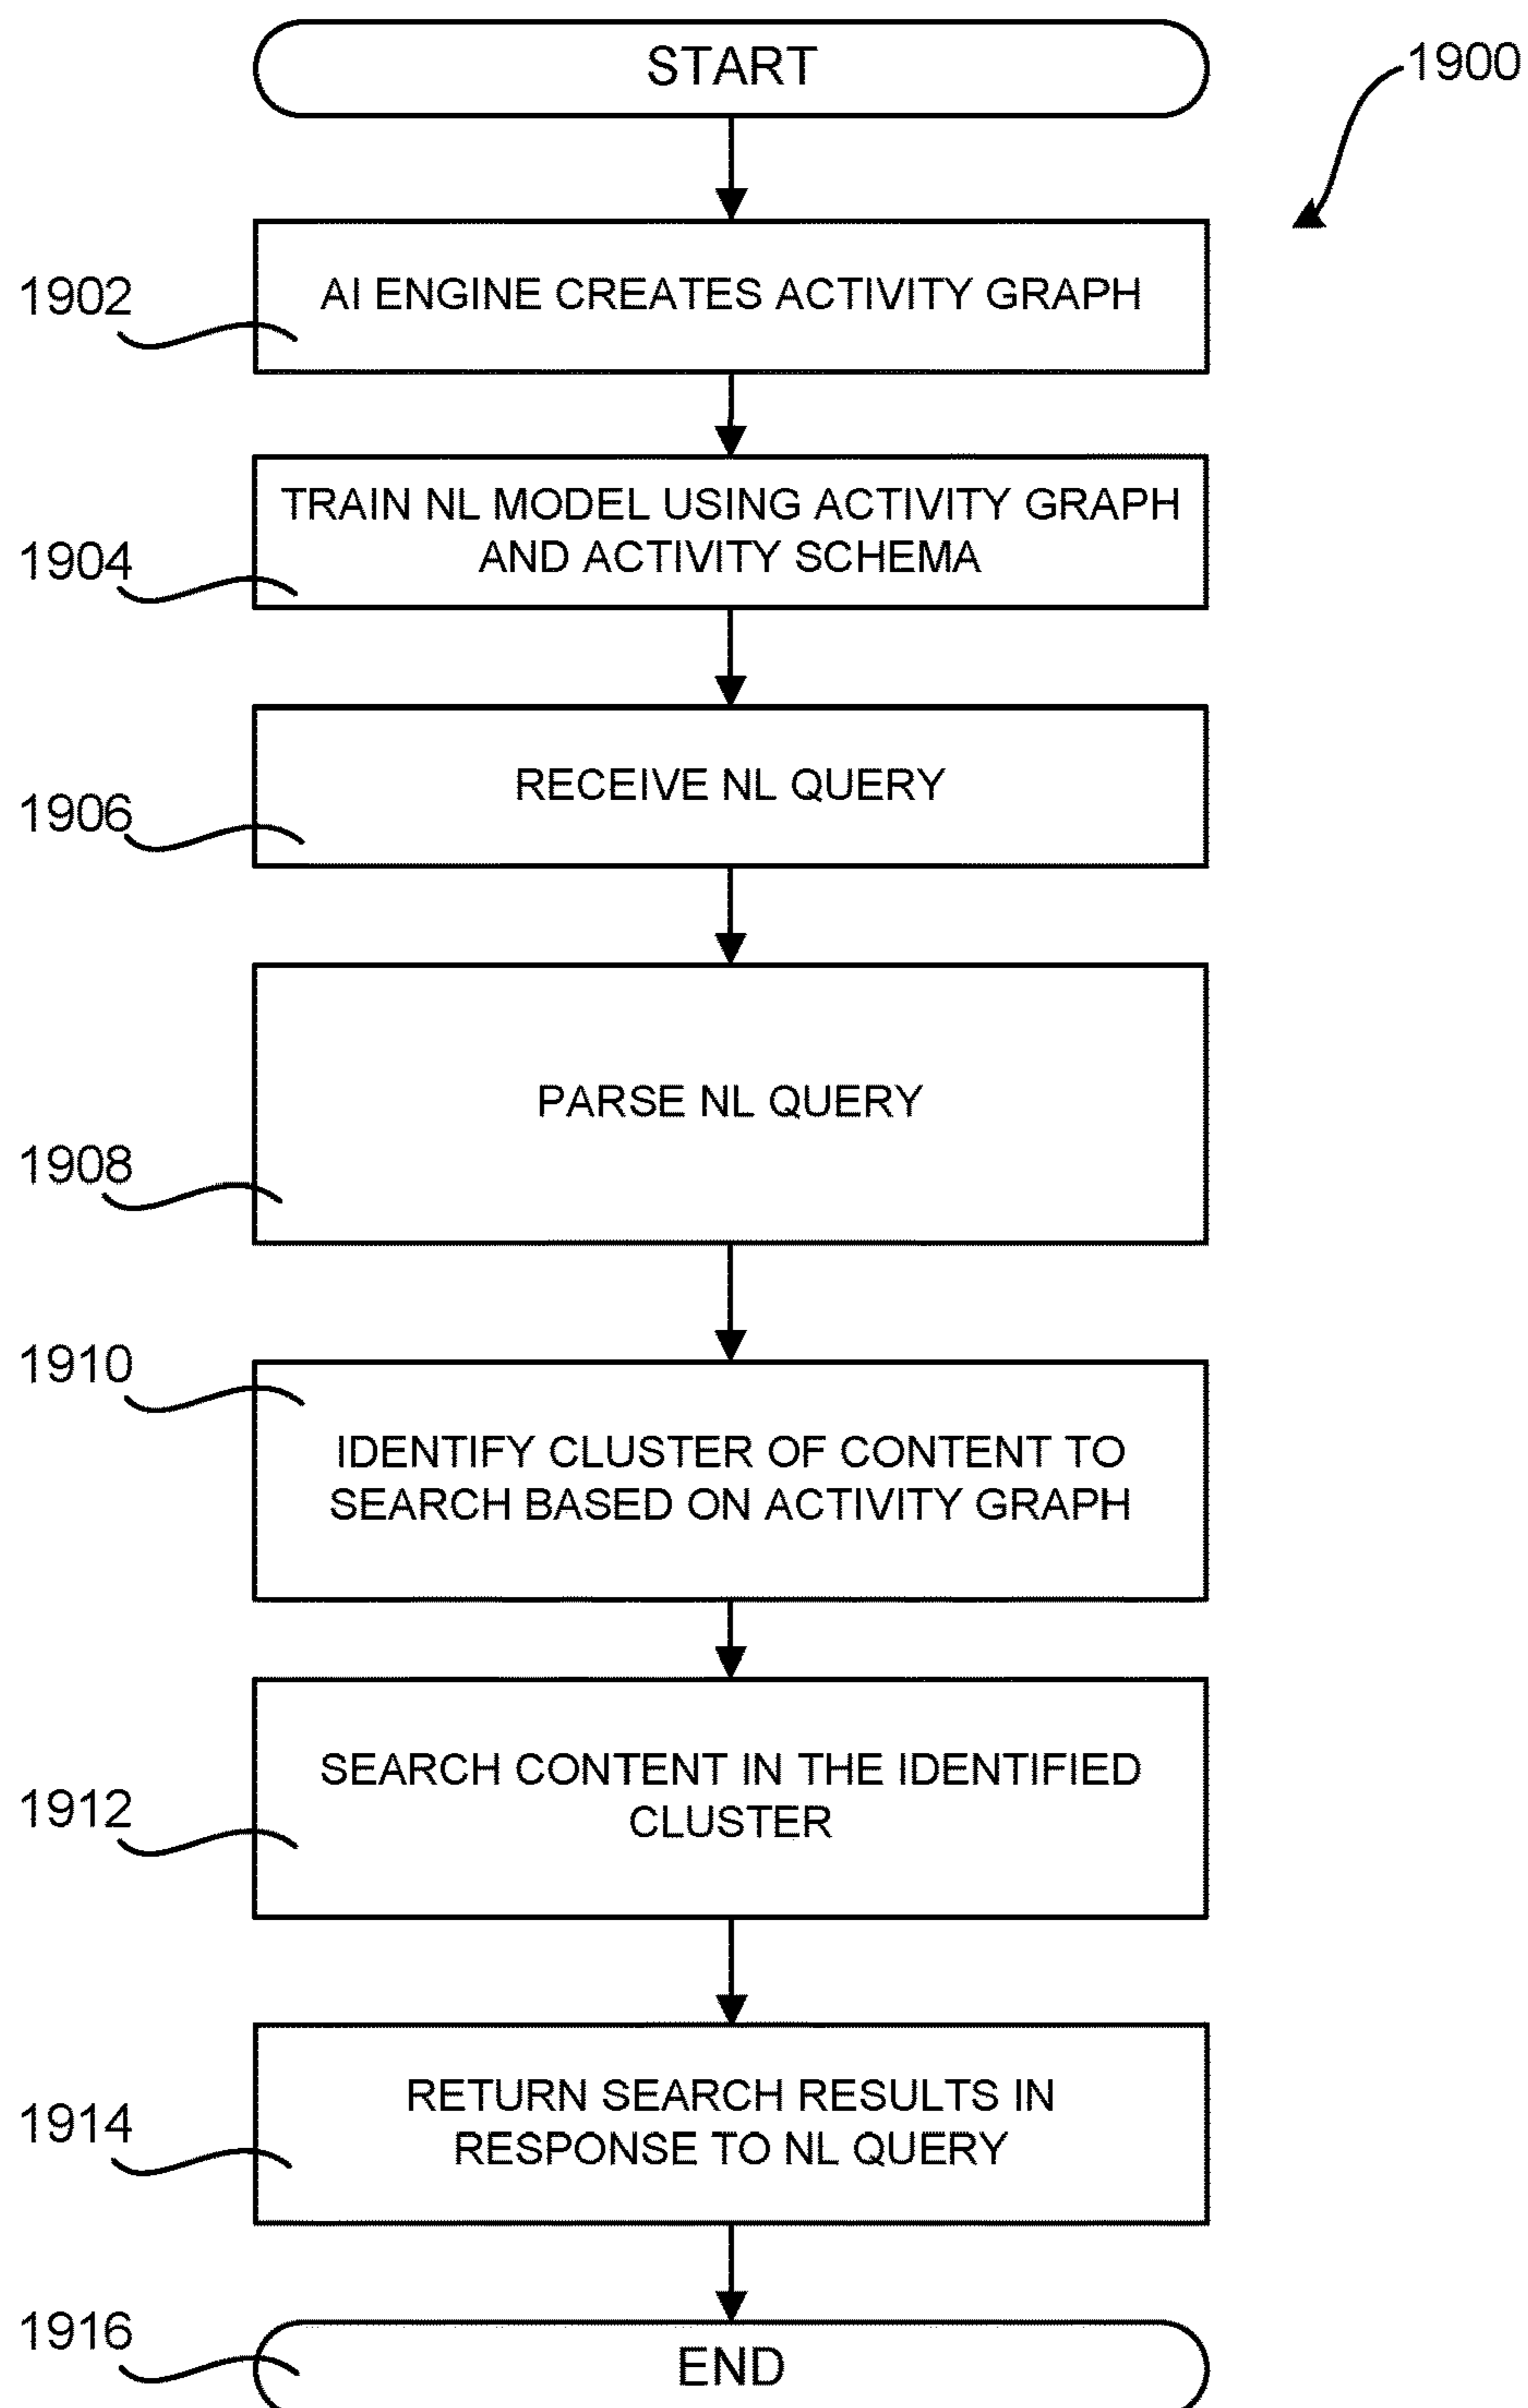 START
1900
1902
AI ENGINE CREATES ACTIVITY GRAPH
TRAIN NL MODEL USING ACTIVITY GRAPH
AND ACTIVITY SCHEMA
1904
RECEIVE NL QUERY
1906
PARSE NL QUERY
1908
1910
IDENTIFY CLUSTER OF CONTENT TO
SEARCH BASED ON ACTIVITY GRAPH
SEARCH CONTENT IN THE IDENTIFIED
CLUSTER
1912
RETURN SEARCH RESULTS IN
RESPONSE TO NL QUERY
1914
1916
END